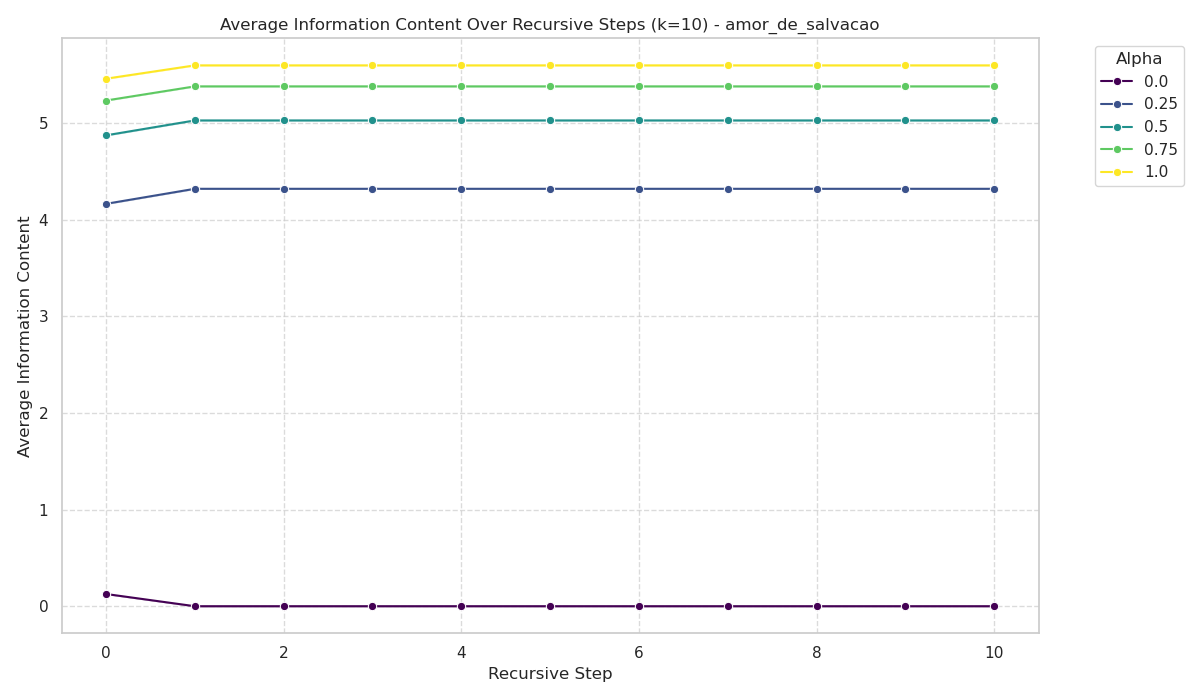 Average Information Content Over Recursive Steps (k=10) - amor_de_salvacao
Alpha
0.0
0.25
0.5
0.75
1.0
Average Information Content
5
4
3
2
1
0
0 2 4 6 8 10
Recursive Step